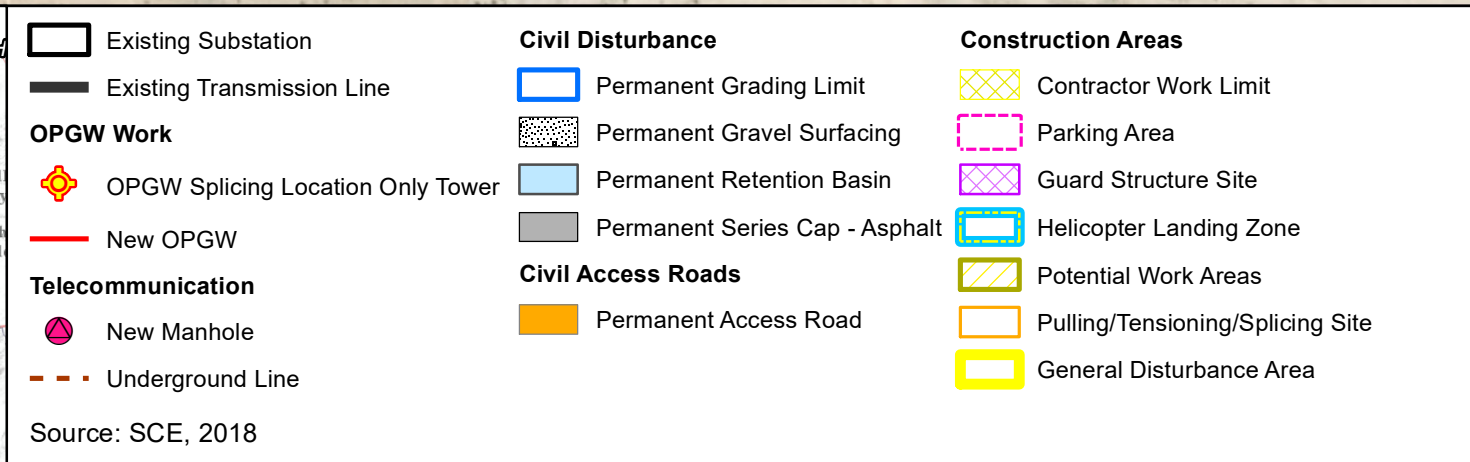 Existing Substation
Existing Transmission Line
OPGW Work
OPGW Splicing Location Only Tower
New OPGW
Telecommunication
New Manhole
Underground Line
Source: SCE, 2018
Civil Disturbance
Permanent Grading Limit
Permanent Gravel Surfacing
Permanent Retention Basin
Permanent Series Cap - Asphalt
Civil Access Roads
Permanent Access Road
Construction Areas
Contractor Work Limit
Parking Area
Guard Structure Site
Helicopter Landing Zone
Potential Work Areas
Pulling/Tensioning/Splicing Site
General Disturbance Area